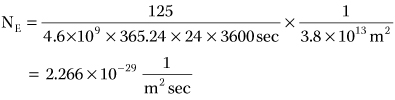 N_E = 125 / (4.6×10^9 × 365.24 × 24 × 3600 sec) × 1 / (3.8 × 10^13 m^2)
= 2.266 × 10^−29 1 / (m^2 sec)